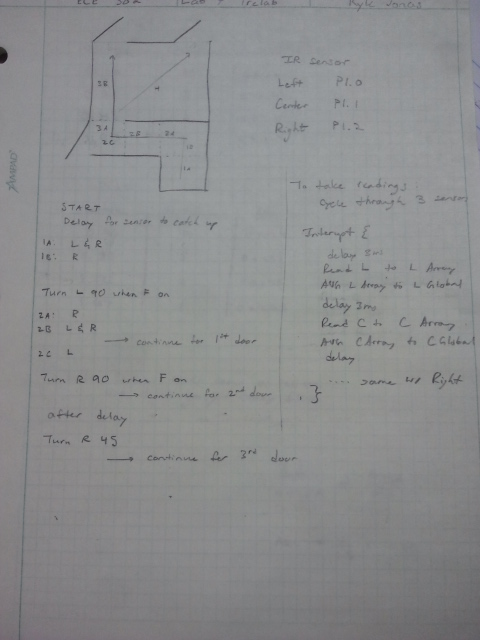 ECE 382
Lab 7
Kyle Jonas
3B
4
3A
2C
2B
2A
1B
1A
IR sensor
Left P1.0
Center P1.1
Right P1.2
START
Delay for sensor to catch up
1A: L & R
1B: R
Turn L 90 when F on
2A: R
2B L & R
→ continue for 1st door
2C L
Turn R 90 when F on
→ continue for 2nd door
after delay
Turn R 45
→ continue for 3rd door
To take readings:
Cycle through 3 sensors
Interrupt {
delay 3ms
Read L to L Array
AVG L Array to L Global
delay 3ms
Read C to C Array
AVG C Array to C Global
delay
.... same w/ Right
}